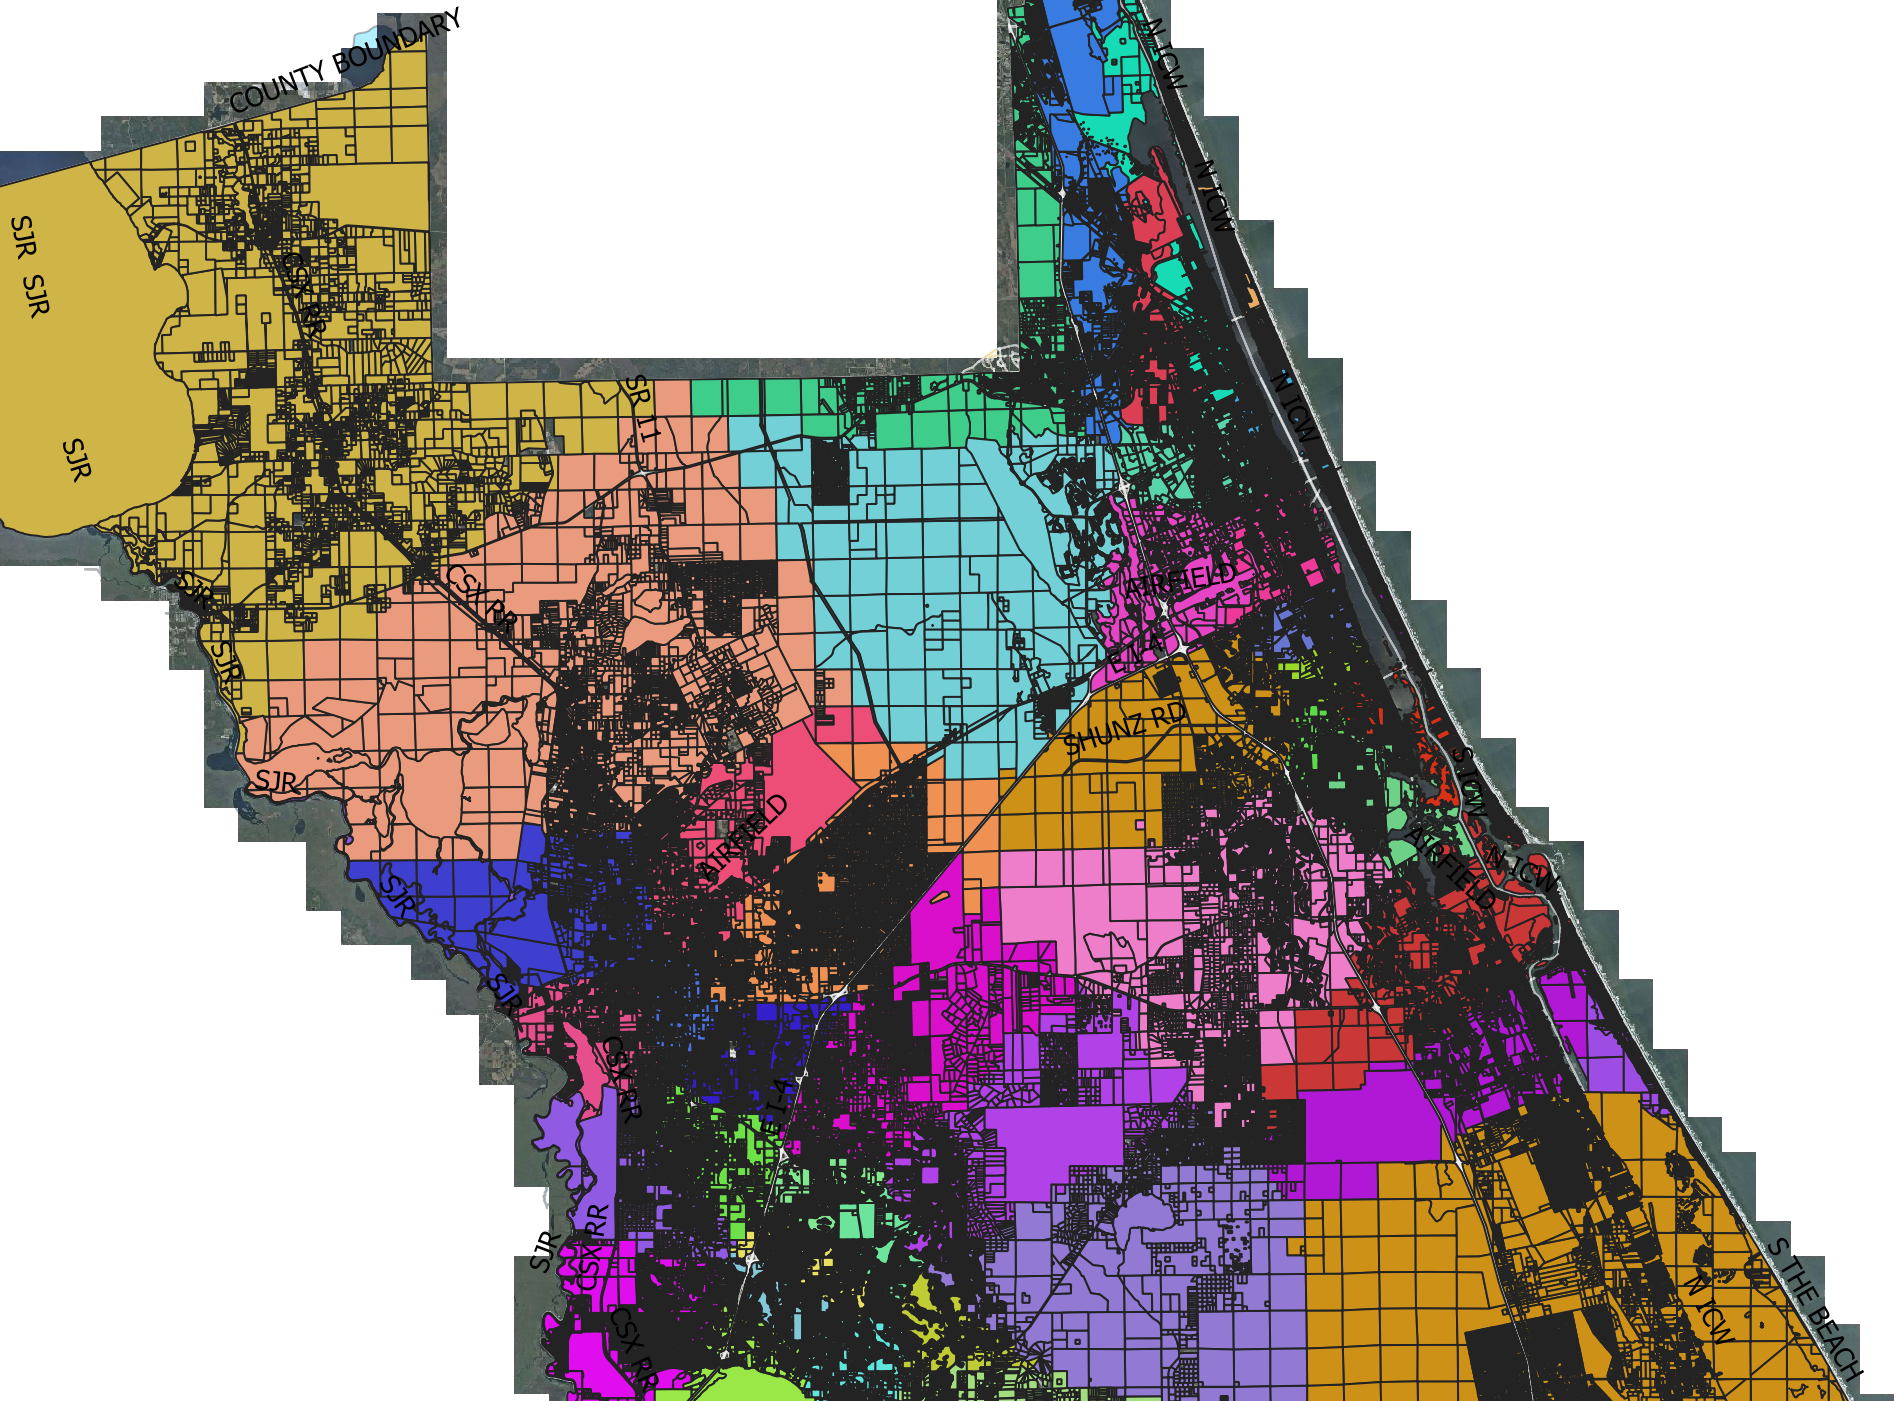 COUNTY BOUNDARY
N ICW
N ICW
SJR
SJR
CSX RR
SR 11
N ICW
SJR
CSX RR
AIRFIELD
SJR
SJR
E I-4
SHUNZ RD
SJR
AIRFIELD
S ICW
AIRFIELD
N ICW
SJR
SJR
CSX RR
E I-4
SJR
CSX RR
CSX RR
S THE BEACH
N ICW